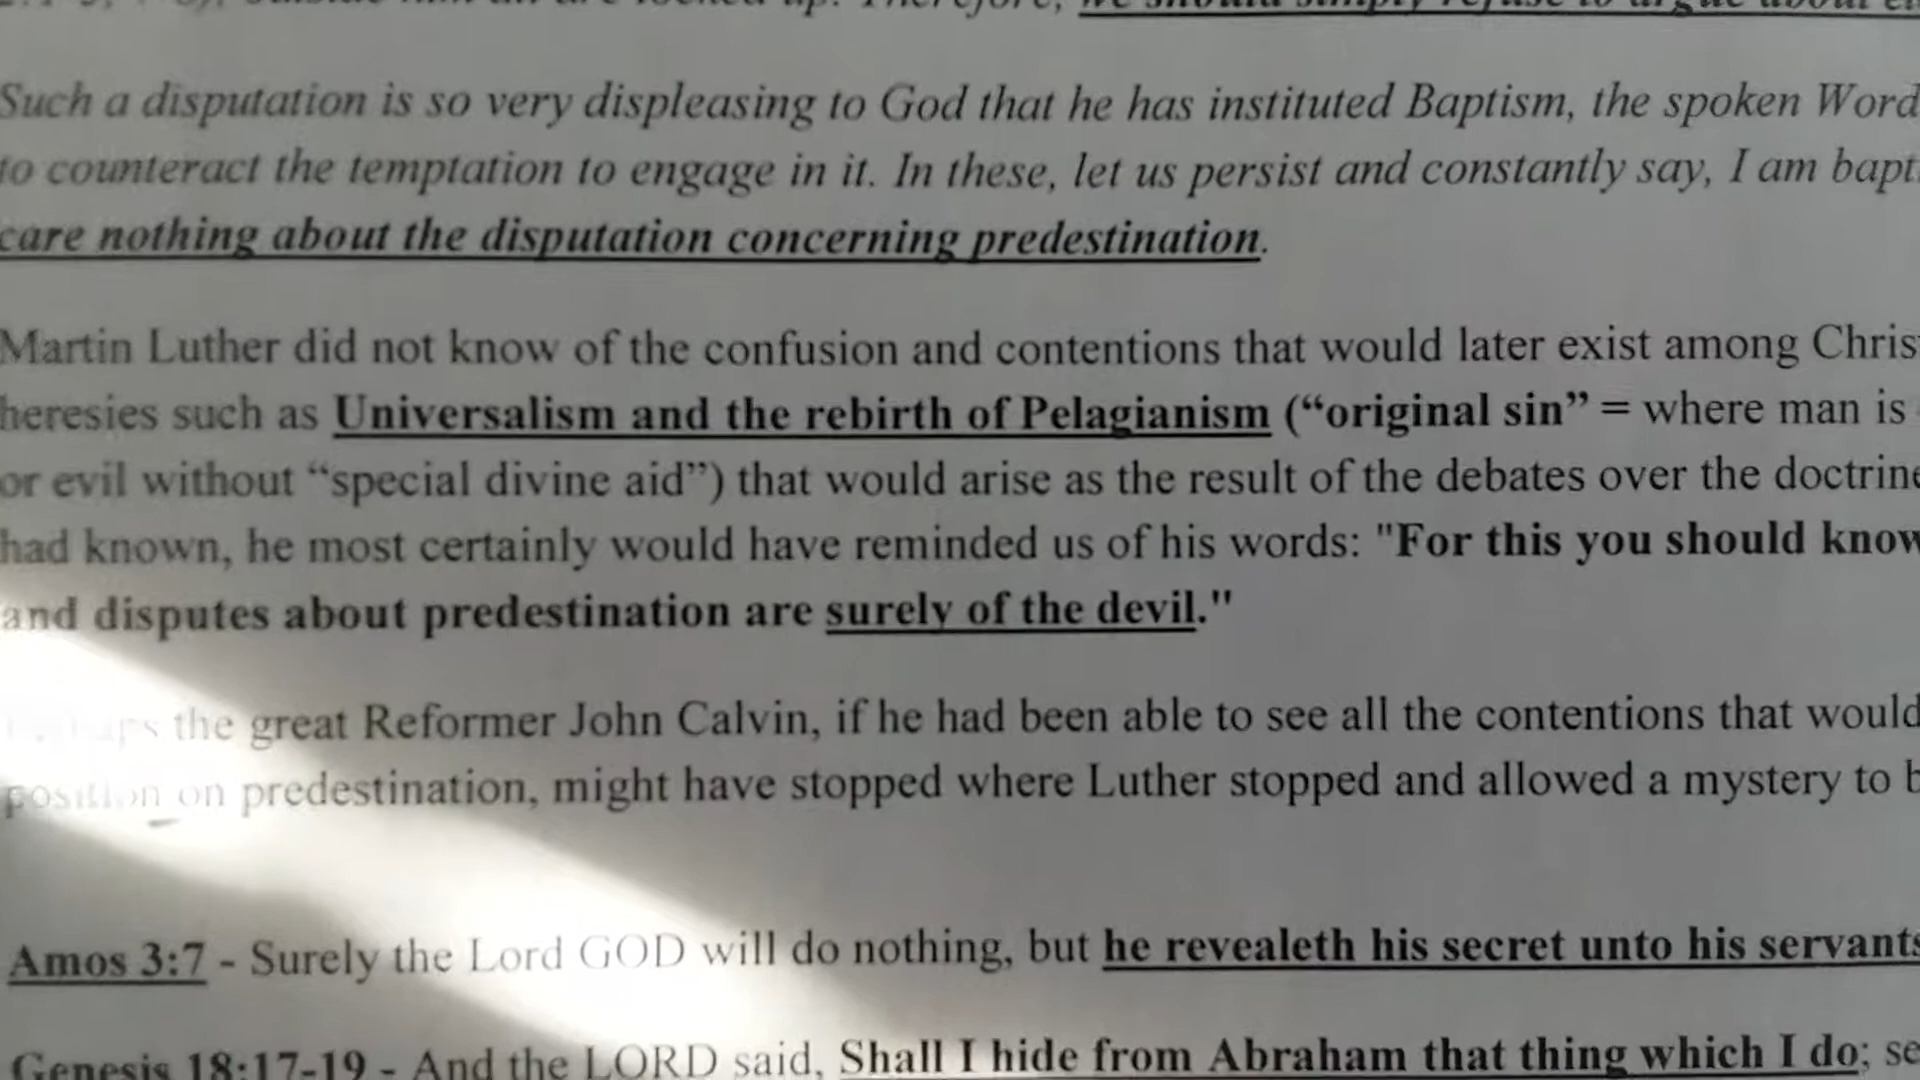 we should simply refuse to argue about
Such a disputation is so very displeasing to God that he has instituted Baptism, the spoken Word
to counteract the temptation to engage in it. In these, let us persist and constantly say, I am bapt
care nothing about the disputation concerning predestination.
Martin Luther did not know of the confusion and contentions that would later exist among Chris
heresies such as Universalism and the rebirth of Pelagianism (“original sin” = where man is
or evil without “special divine aid”) that would arise as the result of the debates over the doctrine
had known, he most certainly would have reminded us of his words: "For this you should know
and disputes about predestination are surely of the devil."
the great Reformer John Calvin, if he had been able to see all the contentions that would
position on predestination, might have stopped where Luther stopped and allowed a mystery to b
Amos 3:7 - Surely the Lord GOD will do nothing, but he revealeth his secret unto his servants
Genesis 18:17-19 - And the LORD said, Shall I hide from Abraham that thing which I do; se